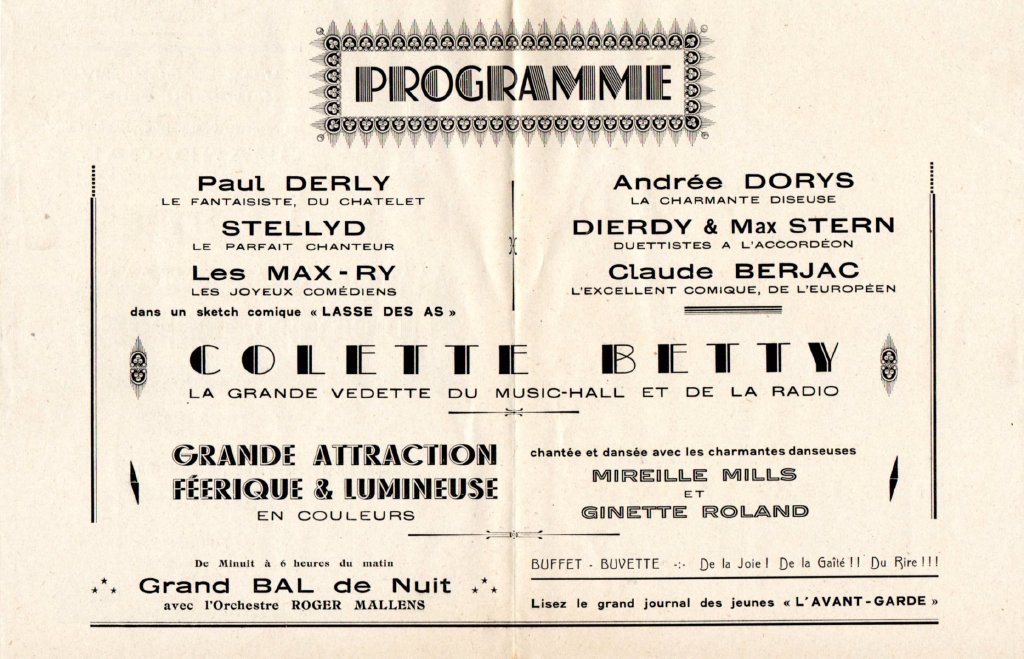 PROGRAMME
Paul DERLY
LE FANTAISISTE, DU CHATELET
STELLYD
LE PARFAIT CHANTEUR
Les MAX-RY
LES JOYEUX COMÉDIENS
dans un sketch comique « LASSE DES AS »
Andrée DORYS
LA CHARMANTE DISEUSE
DIERDY & Max STERN
DUETTISTES A L'ACCORDÉON
Claude BERJAC
L'EXCELLENT COMIQUE, DE L'EUROPÉEN
COLETTE BETTY
LA GRANDE VEDETTE DU MUSIC-HALL ET DE LA RADIO
GRANDE ATTRACTION
FÉERIQUE & LUMINEUSE
EN COULEURS
chantée et dansée avec les charmantes danseuses
MIREILLE MILLS
ET
GINETTE ROLAND
De Minuit à 6 heures du matin
Grand BAL de Nuit
avec l'Orchestre ROGER MALLENS
BUFFET - BUVETTE -:- De la Joie! De la Gaîté!! Du Rire!!!
Lisez le grand journal des jeunes « L'AVANT-GARDE »